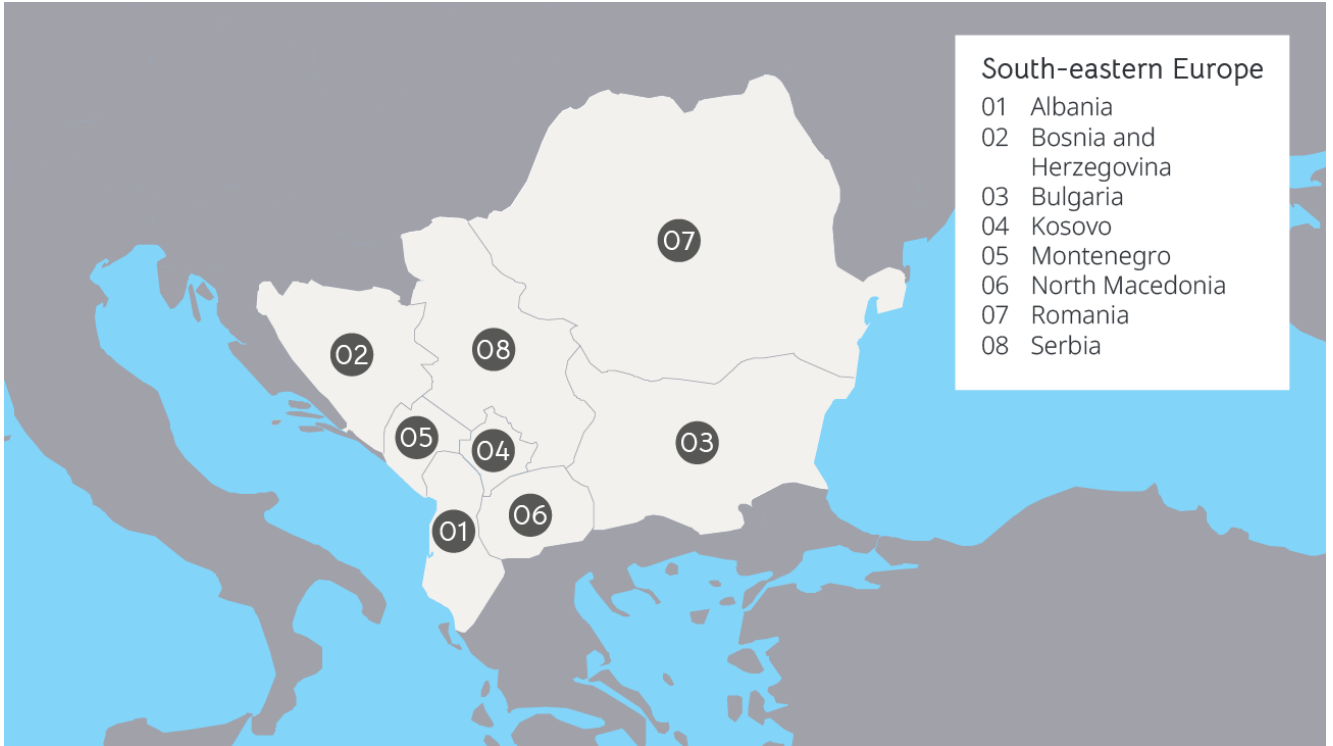 South-eastern Europe
01 Albania
02 Bosnia and
Herzegovina
03 Bulgaria
04 Kosovo
05 Montenegro
06 North Macedonia
07 Romania
08 Serbia
07
02
08
05
04
03
06
01